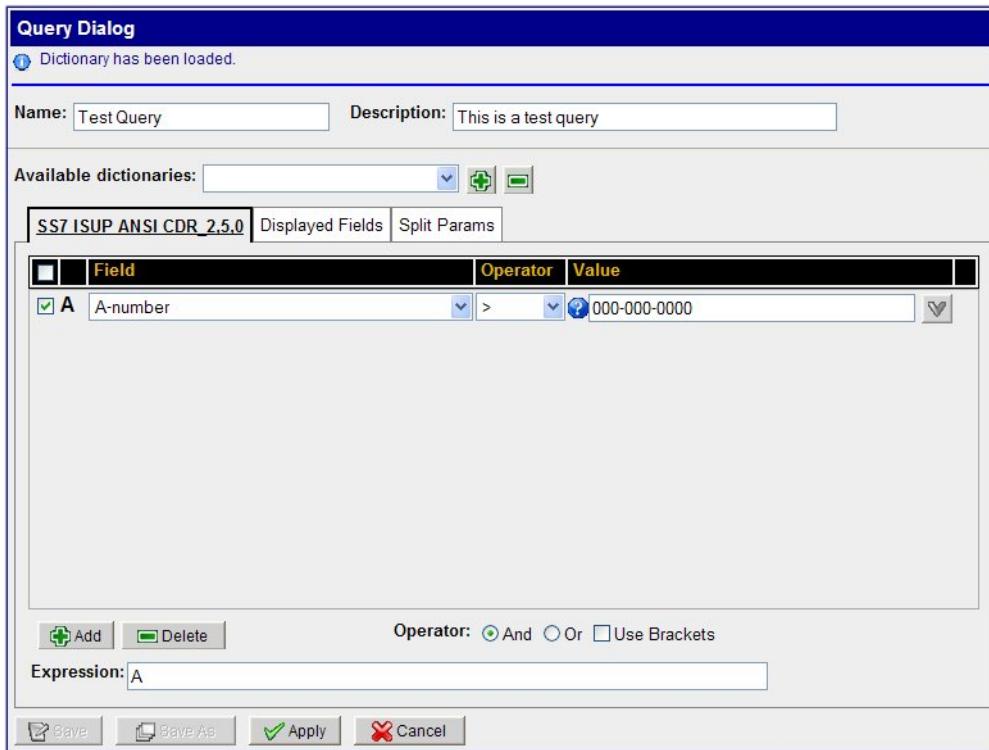 Query Dialog
Dictionary has been loaded.
Name: Test Query Description: This is a test query
Available dictionaries:
SS7 ISUP ANSI CDR_2,5,0 Displayed Fields Split Params
Field Operator Value
A A-number > 000-000-0000
Add Delete Operator: And Or Use Brackets
Expression: A
Save Save As Apply Cancel